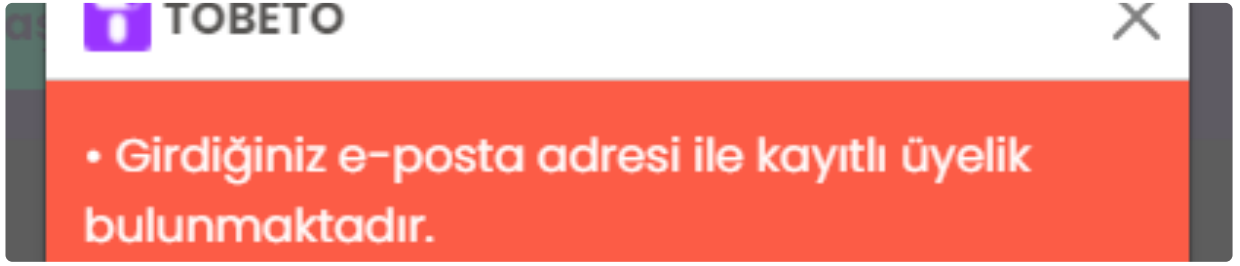 TOBETO
• Girdiğiniz e-posta adresi ile kayıtlı üyelik
bulunmaktadır.